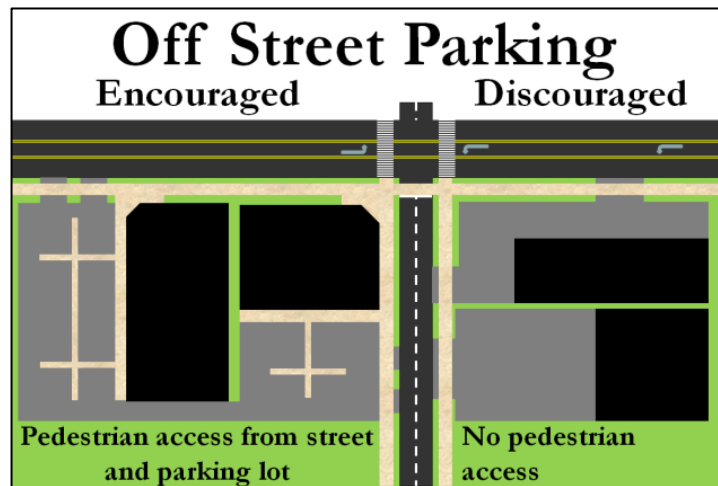 Off Street Parking
Encouraged
Discouraged
Pedestrian access from street
and parking lot
No pedestrian
access